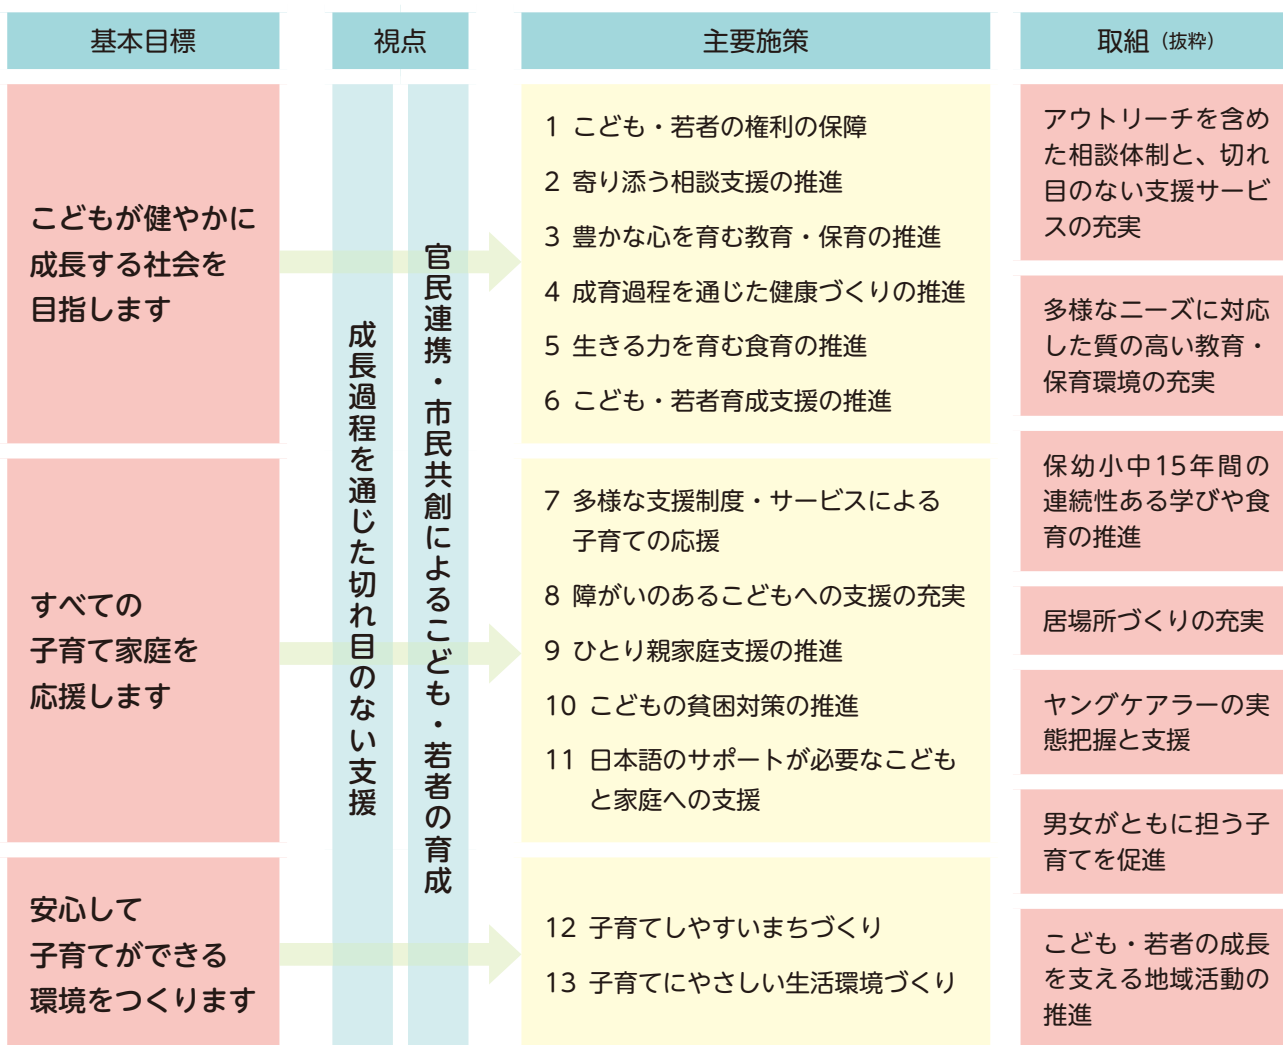 基本目標
視点
主要施策
取組（抜粋）
こどもが健やかに
成長する社会を
目指します
すべての
子育て家庭を
応援します
安心して
子育てができる
環境をつくります
成長過程を通じた切れ目のない支援
官民連携・市民共創によるこども・若者の育成
1 こども・若者の権利の保障
2 寄り添う相談支援の推進
3 豊かな心を育む教育・保育の推進
4 成育過程を通じた健康づくりの推進
5 生きる力を育む食育の推進
6 こども・若者育成支援の推進
7 多様な支援制度・サービスによる
子育ての応援
8 障がいのあるこどもへの支援の充実
9 ひとり親家庭支援の推進
10 こどもの貧困対策の推進
11 日本語のサポートが必要なこども
と家庭への支援
12 子育てしやすいまちづくり
13 子育てにやさしい生活環境づくり
アウトリーチを含め
た相談体制と、切れ
目のない支援サービ
スの充実
多様なニーズに対応
した質の高い教育・
保育環境の充実
保幼小中15年間の
連続性ある学びや食
育の推進
居場所づくりの充実
ヤングケアラーの実
態把握と支援
男女がともに担う子
育てを促進
こども・若者の成長
を支える地域活動の
推進